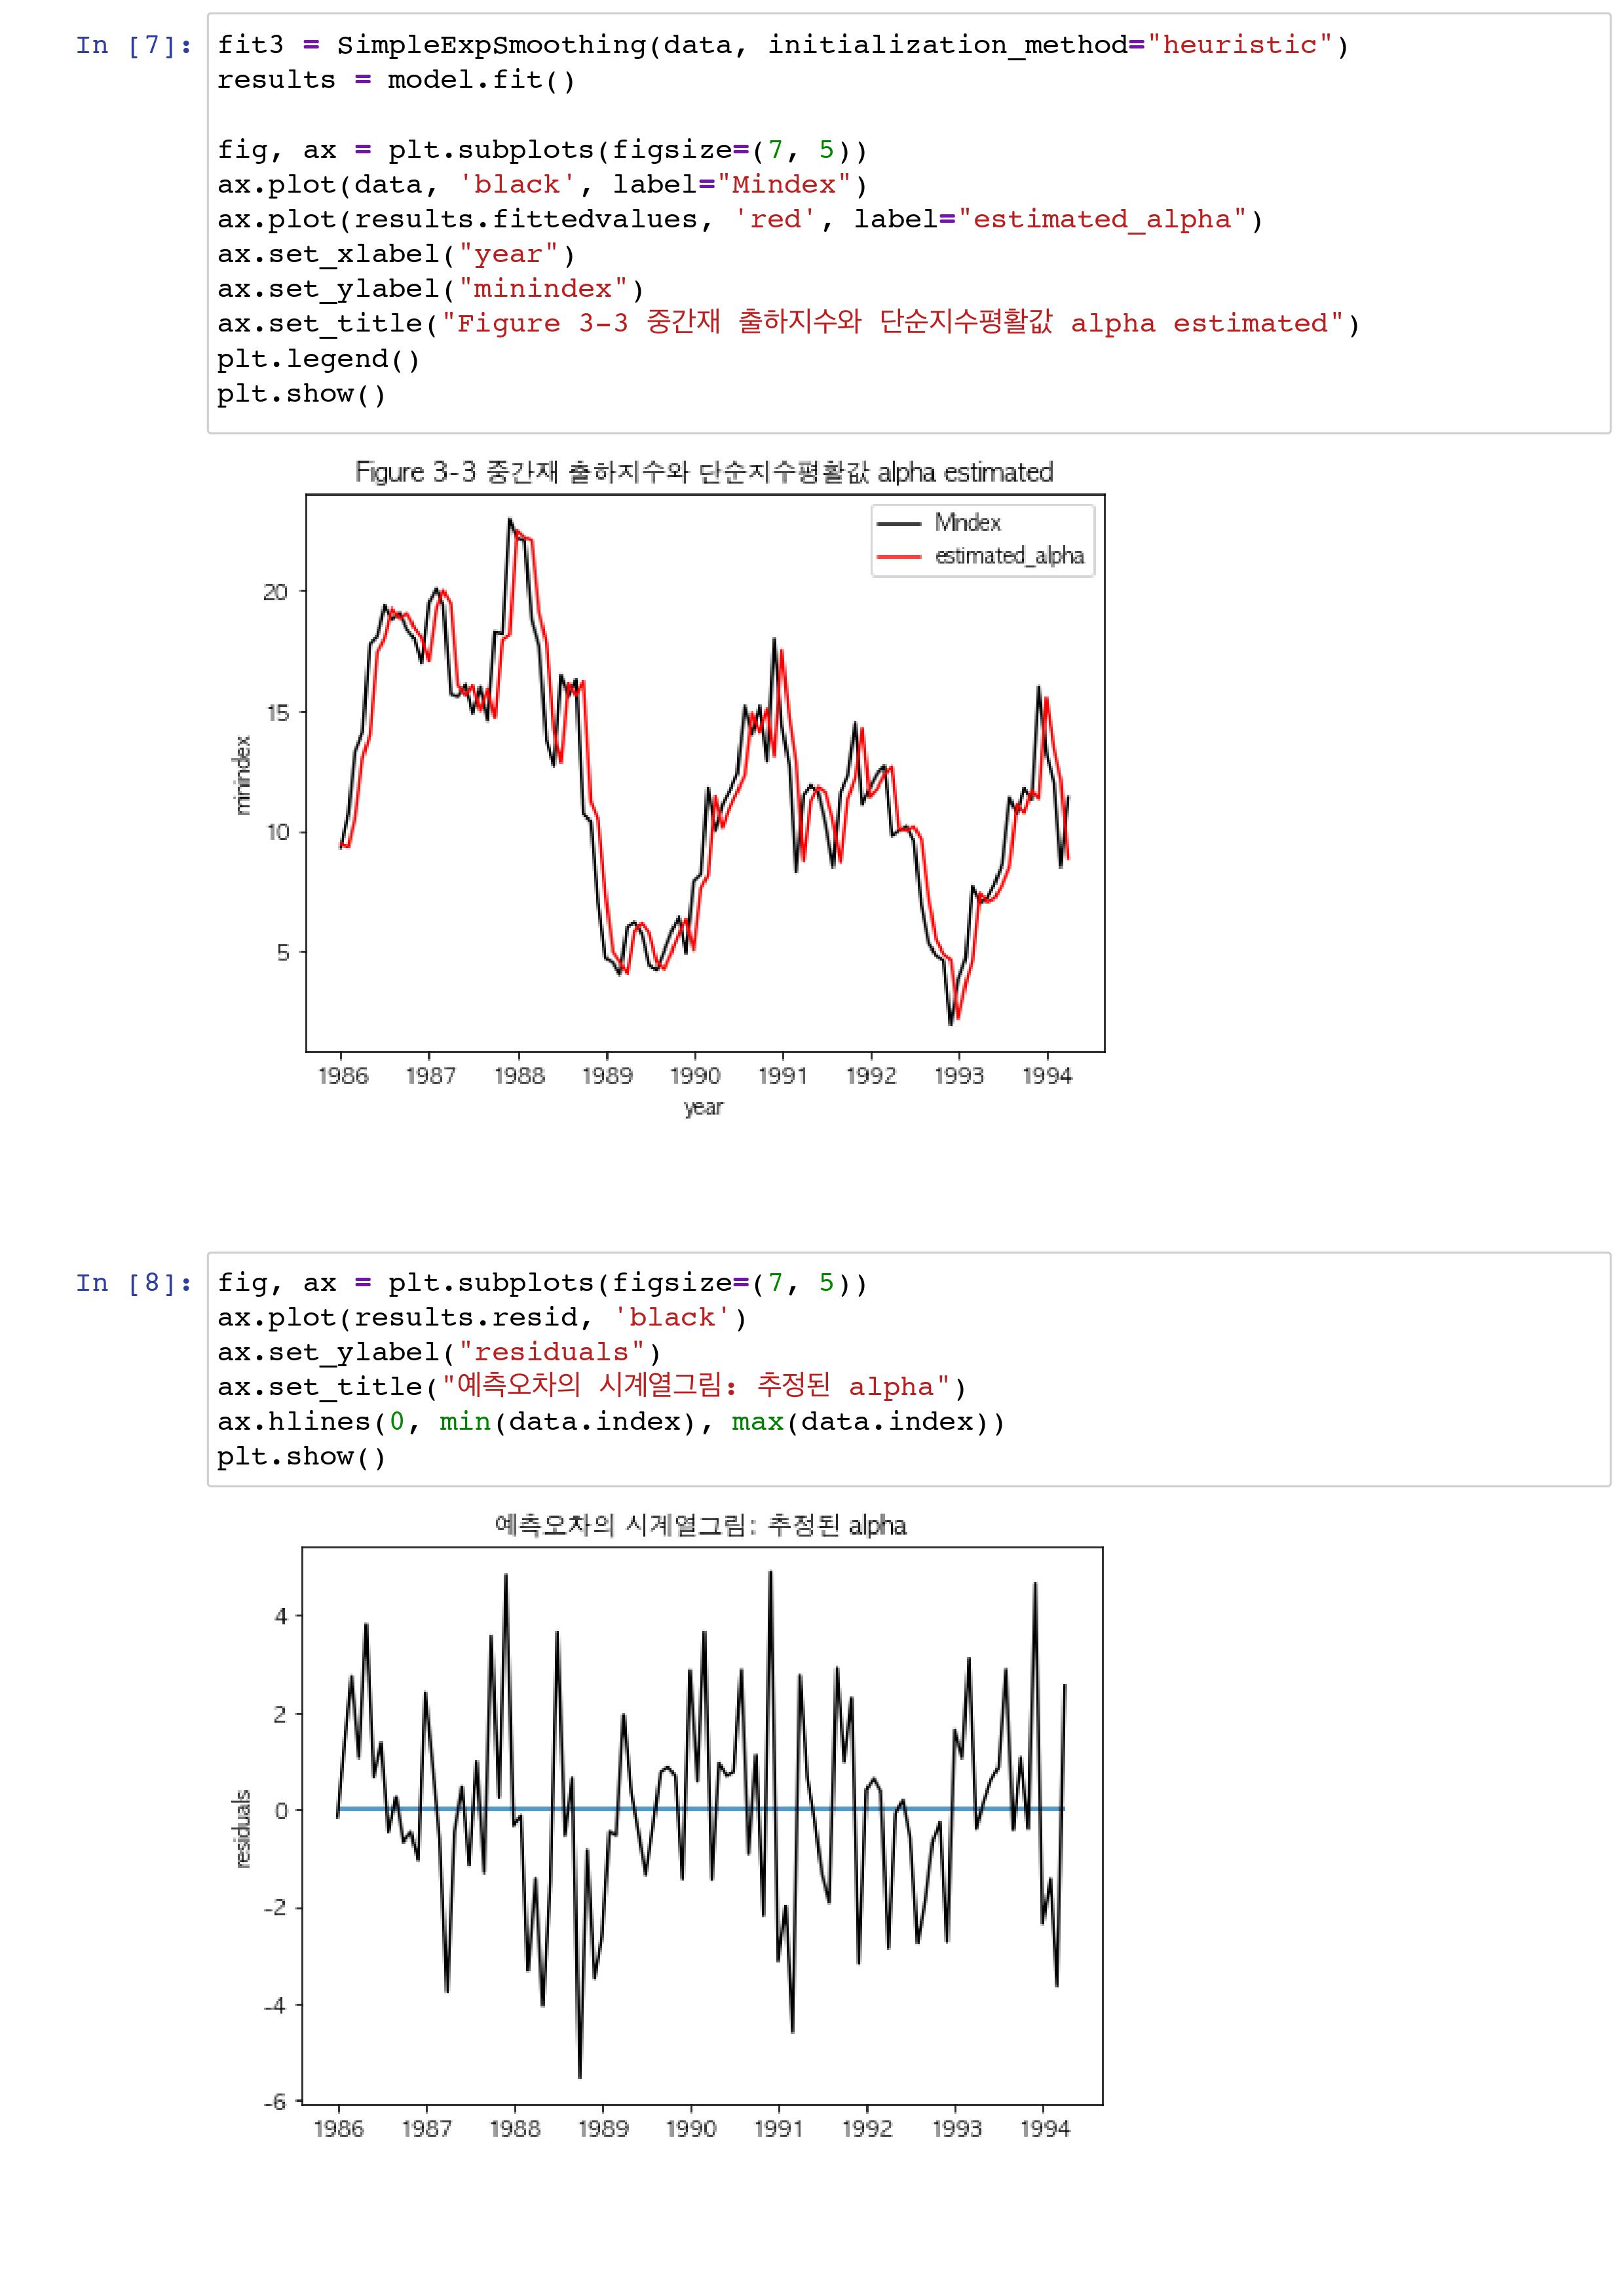 In [7]: fit3 = SimpleExpSmoothing(data, initialization_method="heuristic")
results = model.fit()
fig, ax = plt.subplots(figsize=(7, 5))
ax.plot(data, 'black', label="Mindex")
ax.plot(results.fittedvalues, 'red', label="estimated_alpha")
ax.set_xlabel("year")
ax.set_ylabel("minindex")
ax.set_title("Figure 3-3 중간재 출하지수와 단순지수평활값 alpha estimated")
plt.legend()
plt.show()
Figure 3-3 중간재 출하지수와 단순지수평활값 alpha estimated
Mindex
estimated_alpha
20
15
10
5
minindex
1986 1987 1988 1989 1990 1991 1992 1993 1994
year
In [8]: fig, ax = plt.subplots(figsize=(7, 5))
ax.plot(results.resid, 'black')
ax.set_ylabel("residuals")
ax.set_title("예측오차의 시계열그림: 추정된 alpha")
ax.hlines(0, min(data.index), max(data.index))
plt.show()
예측오차의 시계열그림: 추정된 alpha
4
2
0
-2
-4
-6
residuals
1986 1987 1988 1989 1990 1991 1992 1993 1994